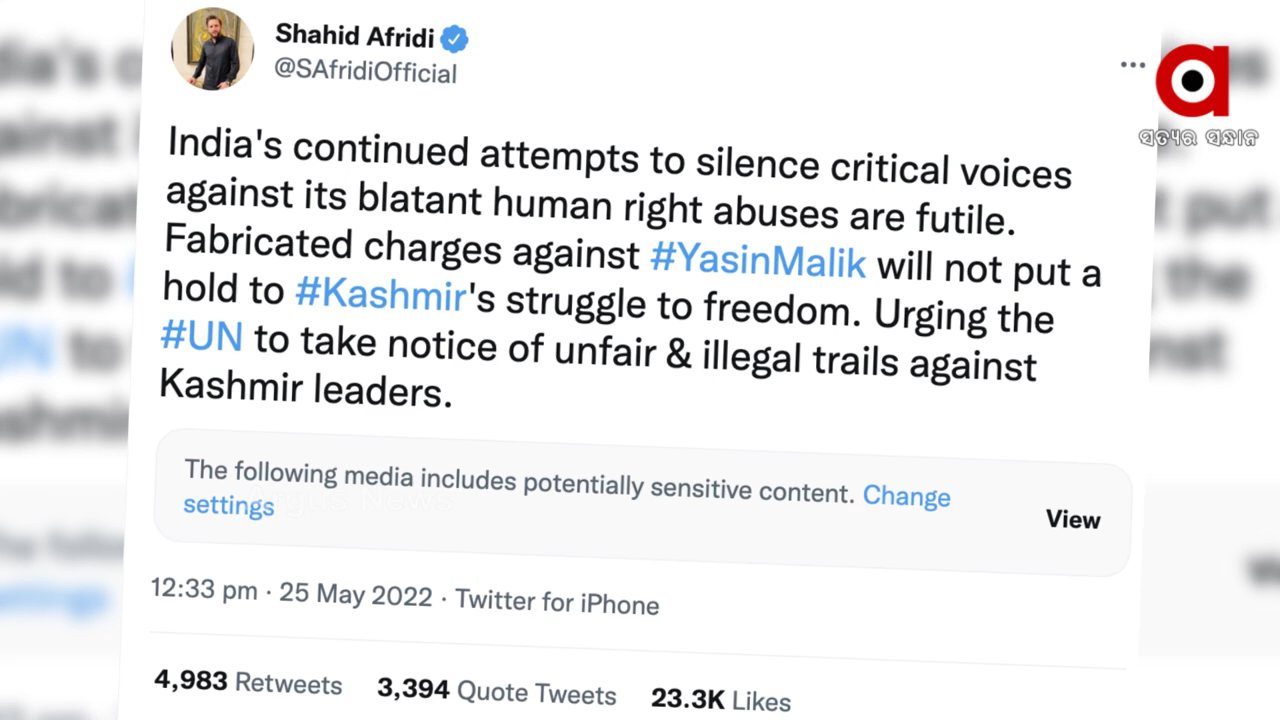 Shahid Afridi
@SAfridiOfficial
ସତ୍ୟର ସନ୍ଧାନ
India's continued attempts to silence critical voices
against its blatant human right abuses are futile.
Fabricated charges against #YasinMalik will not put a
hold to #Kashmir's struggle to freedom. Urging the
#UN to take notice of unfair & illegal trails against
Kashmir leaders.
The following media includes potentially sensitive content. Change
settings
View
12:33 pm · 25 May 2022 · Twitter for iPhone
4,983 Retweets 3,394 Quote Tweets 23.3K Likes